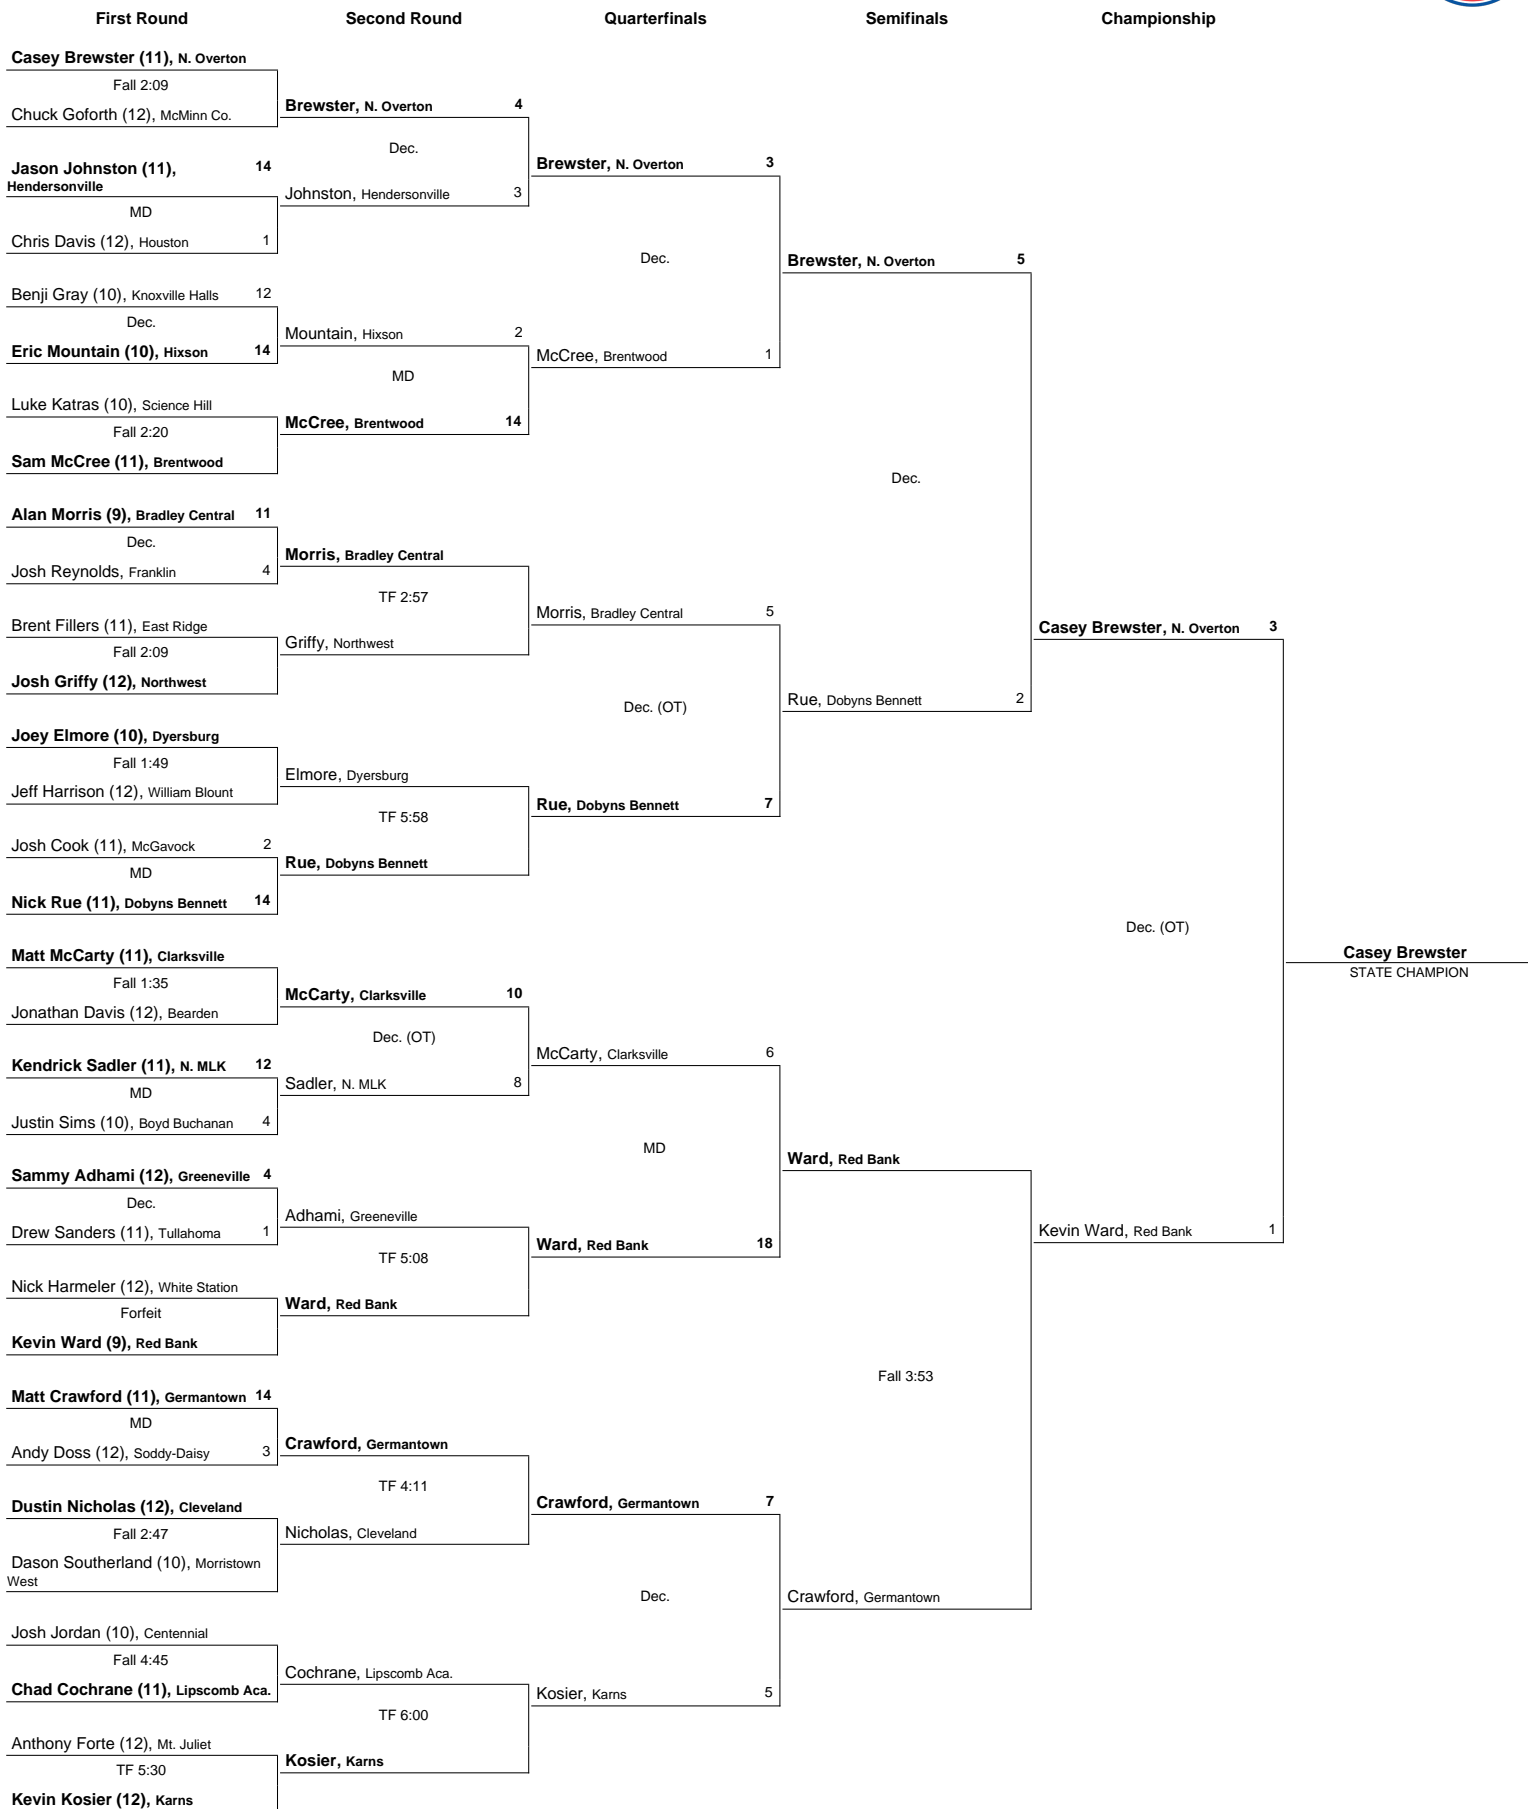 First Round
Second Round
Quarterfinals
Semifinals
Championship
Casey Brewster (11), N. Overton
Fall 2:09
Chuck Goforth (12), McMinn Co.
Jason Johnston (11), 14
Hendersonville
MD
Chris Davis (12), Houston 1
Benji Gray (10), Knoxville Halls 12
Dec.
Eric Mountain (10), Hixson 14
Luke Katras (10), Science Hill
Fall 2:20
Sam McCree (11), Brentwood
Alan Morris (9), Bradley Central 11
Dec.
Josh Reynolds, Franklin 4
Brent Fillers (11), East Ridge
Fall 2:09
Josh Griffy (12), Northwest
Joey Elmore (10), Dyersburg
Fall 1:49
Jeff Harrison (12), William Blount
Josh Cook (11), McGavock 2
MD
Nick Rue (11), Dobyns Bennett 14
Matt McCarty (11), Clarksville
Fall 1:35
Jonathan Davis (12), Bearden
Kendrick Sadler (11), N. MLK 12
MD
Justin Sims (10), Boyd Buchanan 4
Sammy Adhami (12), Greeneville 4
Dec.
Drew Sanders (11), Tullahoma 1
Nick Harmeler (12), White Station
Forfeit
Kevin Ward (9), Red Bank
Matt Crawford (11), Germantown 14
MD
Andy Doss (12), Soddy-Daisy 3
Dustin Nicholas (12), Cleveland
Fall 2:47
Dason Southerland (10), Morristown
West
Josh Jordan (10), Centennial
Fall 4:45
Chad Cochrane (11), Lipscomb Aca.
Anthony Forte (12), Mt. Juliet
TF 5:30
Kevin Kosier (12), Karns
Brewster, N. Overton 4
Dec.
Johnston, Hendersonville 3
Mountain, Hixson 2
MD
McCree, Brentwood 14
Morris, Bradley Central
TF 2:57
Griffy, Northwest
Elmore, Dyersburg
TF 5:58
Rue, Dobyns Bennett
McCarty, Clarksville 10
Dec. (OT)
Sadler, N. MLK 8
Adhami, Greeneville
TF 5:08
Ward, Red Bank
Crawford, Germantown
TF 4:11
Nicholas, Cleveland
Cochrane, Lipscomb Aca.
TF 6:00
Kosier, Karns
Brewster, N. Overton 3
Dec.
McCree, Brentwood 1
Morris, Bradley Central 5
Dec. (OT)
Rue, Dobyns Bennett 7
McCarty, Clarksville 6
MD
Ward, Red Bank 18
Crawford, Germantown 7
Dec.
Kosier, Karns 5
Brewster, N. Overton 5
Dec.
Rue, Dobyns Bennett 2
Ward, Red Bank
Fall 3:53
Crawford, Germantown
Casey Brewster, N. Overton 3
Dec. (OT)
Kevin Ward, Red Bank 1
Casey Brewster
STATE CHAMPION